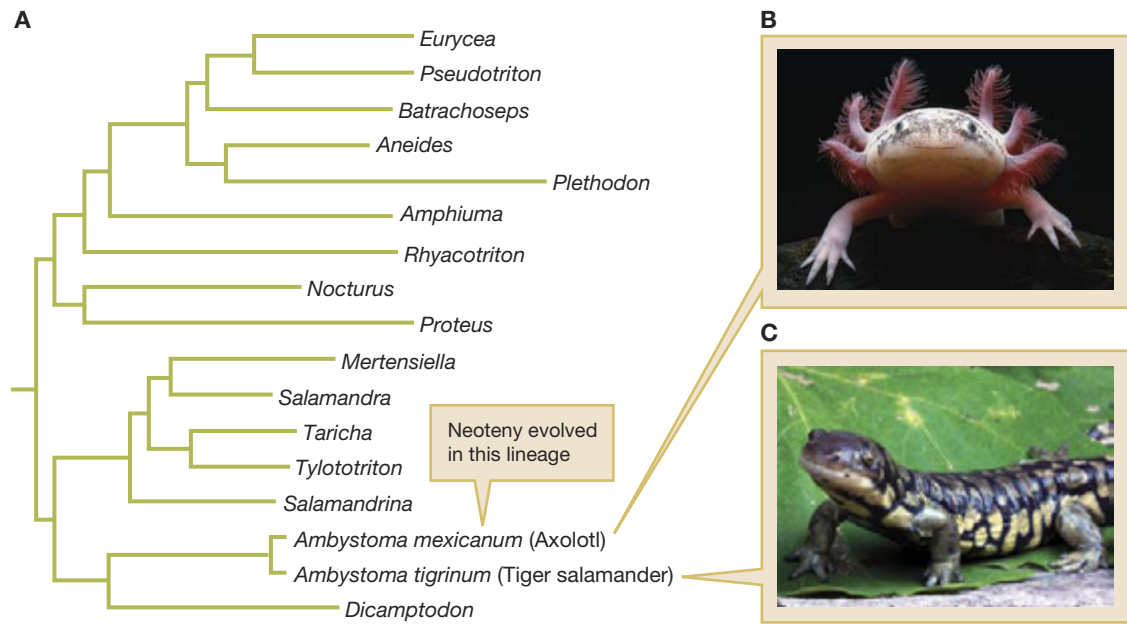 A
Eurycea
Pseudotriton
Batrachoseps
Aneides
Plethodon
Amphiuma
Rhyacotriton
Nocturus
Proteus
Mertensiella
Salamandra
Taricha
Tylototriton
Salamandrina
Neoteny evolved
in this lineage
Ambystoma mexicanum (Axolotl)
Ambystoma tigrinum (Tiger salamander)
Dicamptodon
B
C